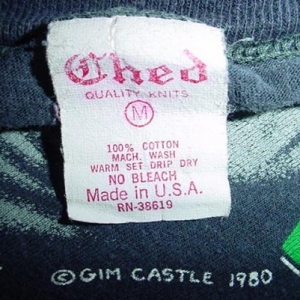 Ched
QUALITY KNITS
M
100% COTTON
MACH. WASH
WARM SET DRIP DRY
NO BLEACH
Made in U.S.A.
RN-38619
© GIM CASTLE 1980